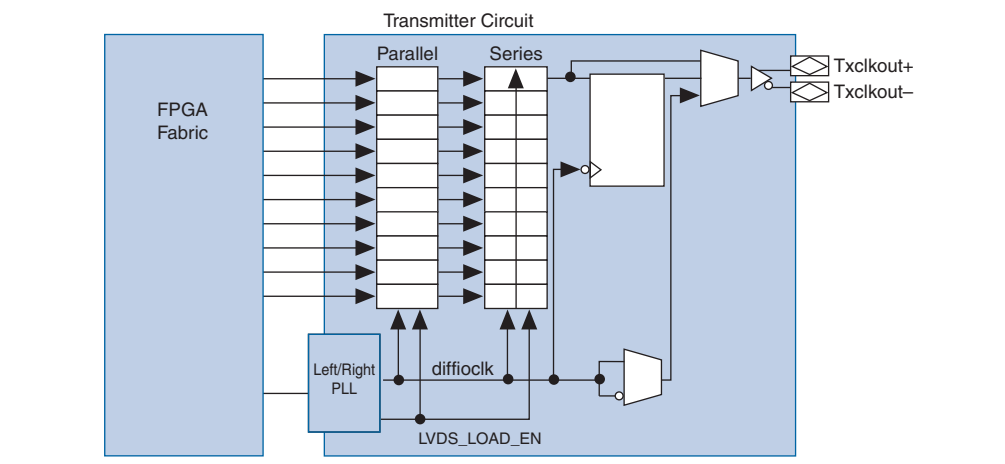 Transmitter Circuit
Parallel
Series
FPGA
Fabric
Txclkout+
Txclkout–
Left/Right
PLL
diffioclk
LVDS_LOAD_EN